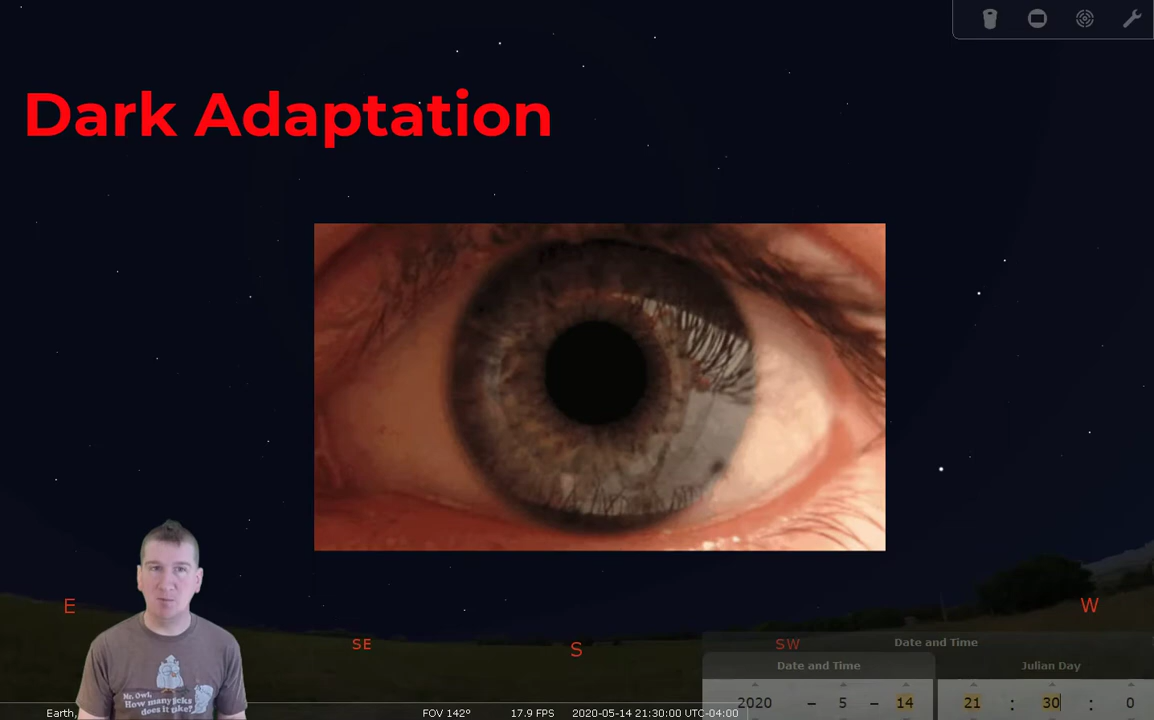 Dark Adaptation
E
SE
S
SW
W
Date and Time
Date and Time
Julian Day
2020 – 5 – 14
21 : 30 : 0
Mr. Owl,
How many licks
does it take?
Earth,
FOV 142°
17.9 FPS
2020-05-14 21:30:00 UTC-04:00